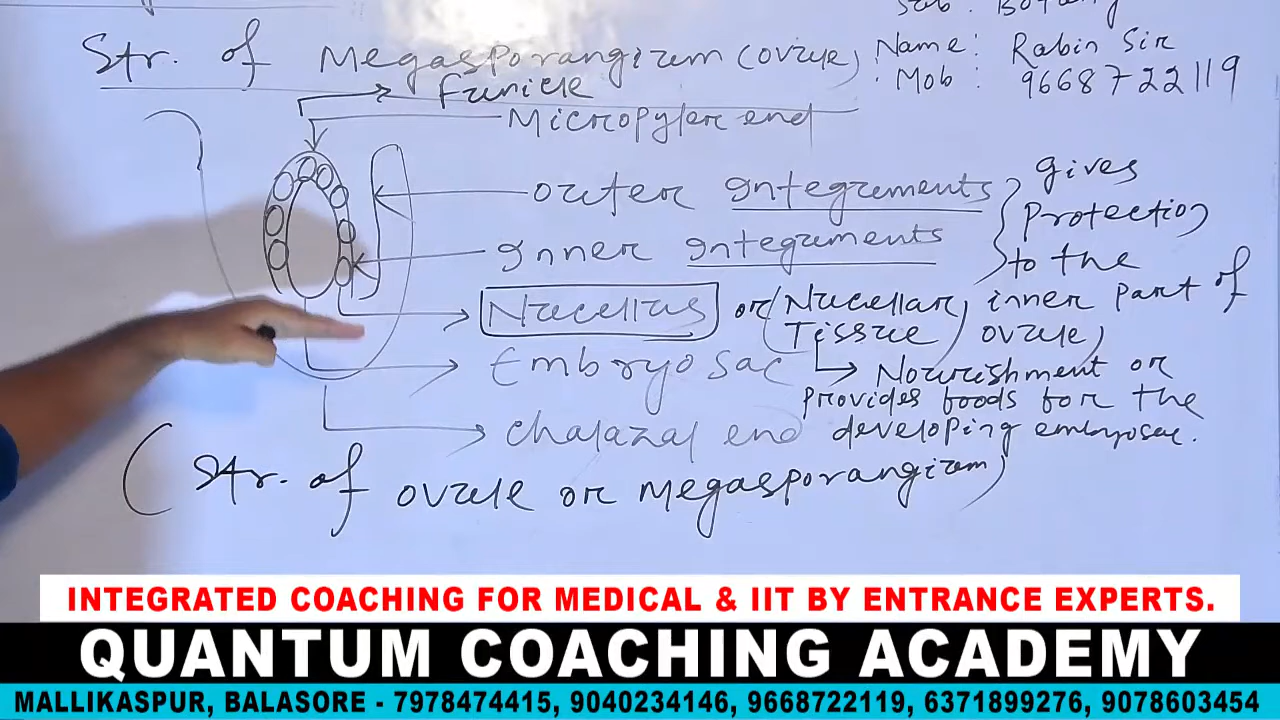 Sub : Botany
Str. of Megasporangium (ovule)
Name : Rabin Sir
Mob : 9668722119
Funicle
Micropyler end
outer Integuments
Inner Integuments
gives
Protection
to the
inner part of
ovule)
Nucellus or (Nucellar
Tissue)
Embryo sac
Nourishment or
Provides foods for the
developing embryosac.
chalazal end
(Str. of ovule or Megasporangium)
INTEGRATED COACHING FOR MEDICAL & IIT BY ENTRANCE EXPERTS.
QUANTUM COACHING ACADEMY
MALLIKASPUR, BALASORE - 7978474415, 9040234146, 9668722119, 6371899276, 9078603454